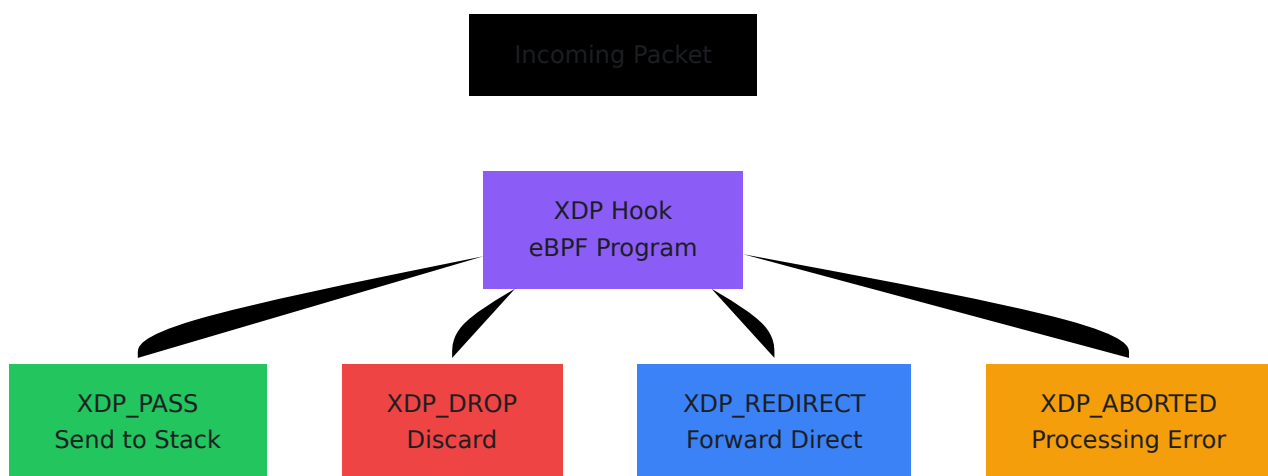 Incoming Packet
XDP Hook
eBPF Program
XDP_PASS
Send to Stack
XDP_DROP
Discard
XDP_REDIRECT
Forward Direct
XDP_ABORTED
Processing Error